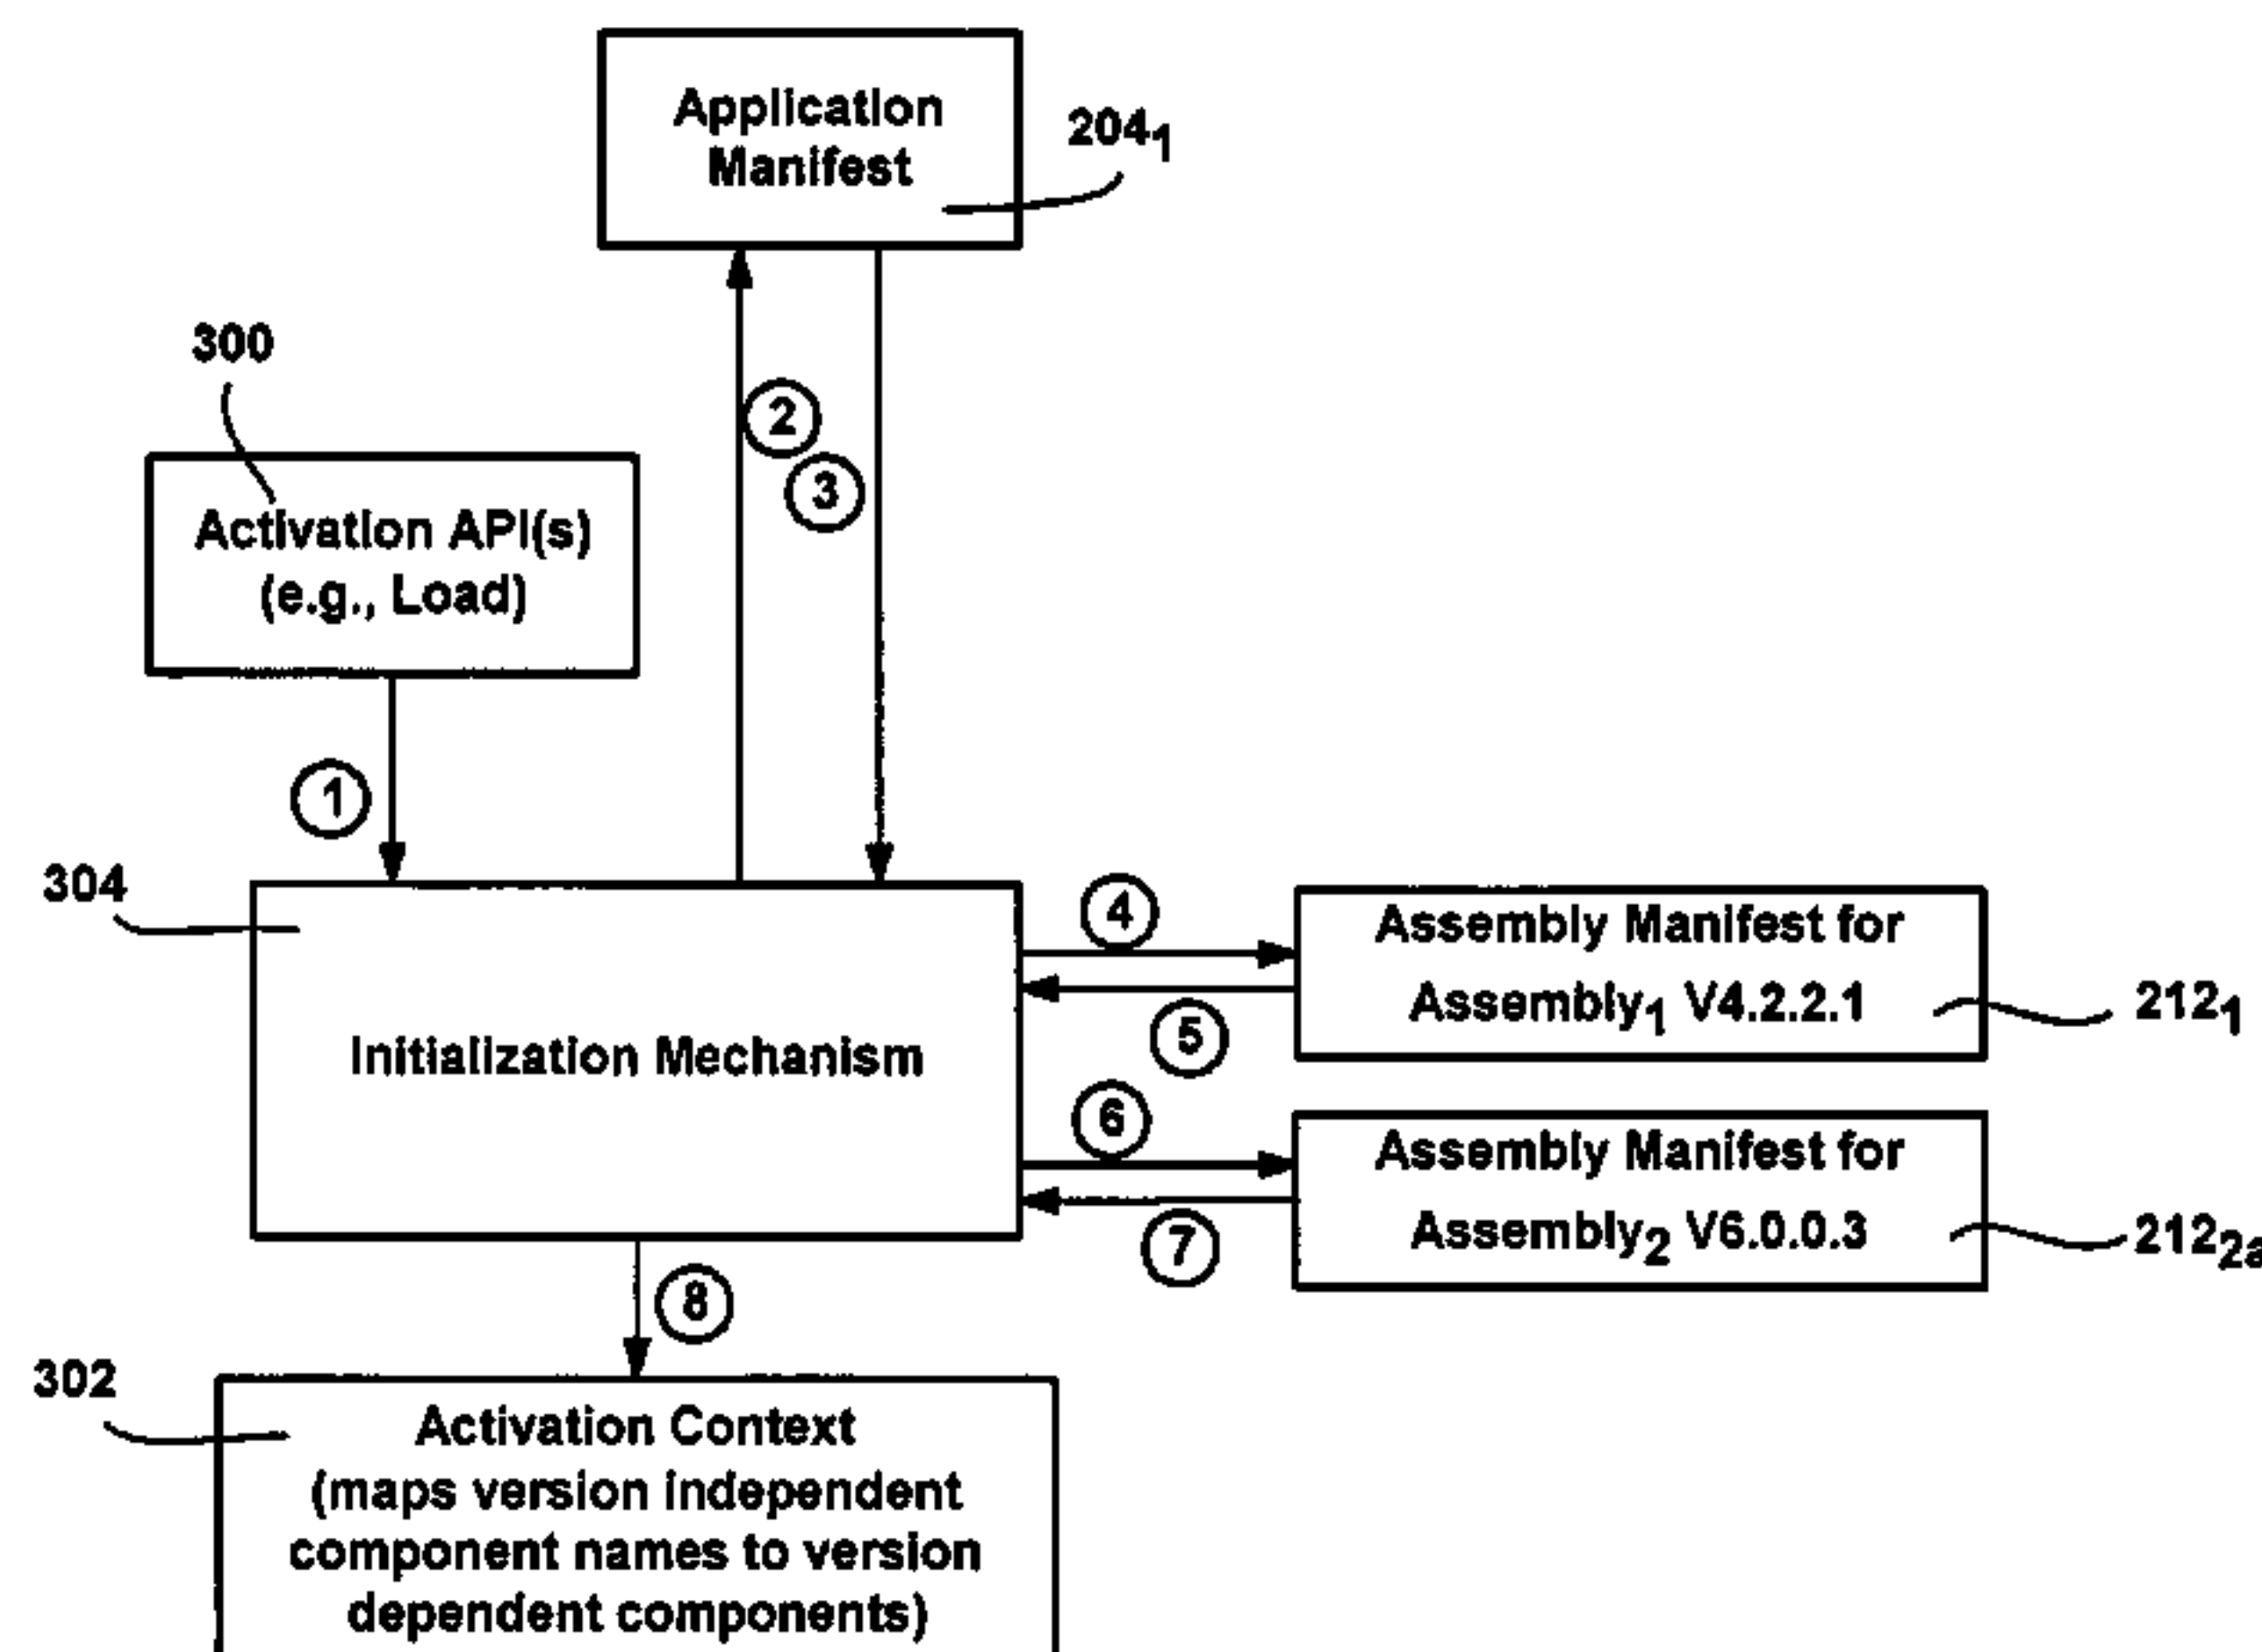 Application
Manifest
204₁
300
Activation API(s)
(e.g., Load)
2
3
1
304
Initialization Mechanism
4
Assembly Manifest for
Assembly₁ V4.2.2.1
212₁
5
6
Assembly Manifest for
Assembly₂ V6.0.0.3
212₂ₐ
7
8
302
Activation Context
(maps version independent
component names to version
dependent components)